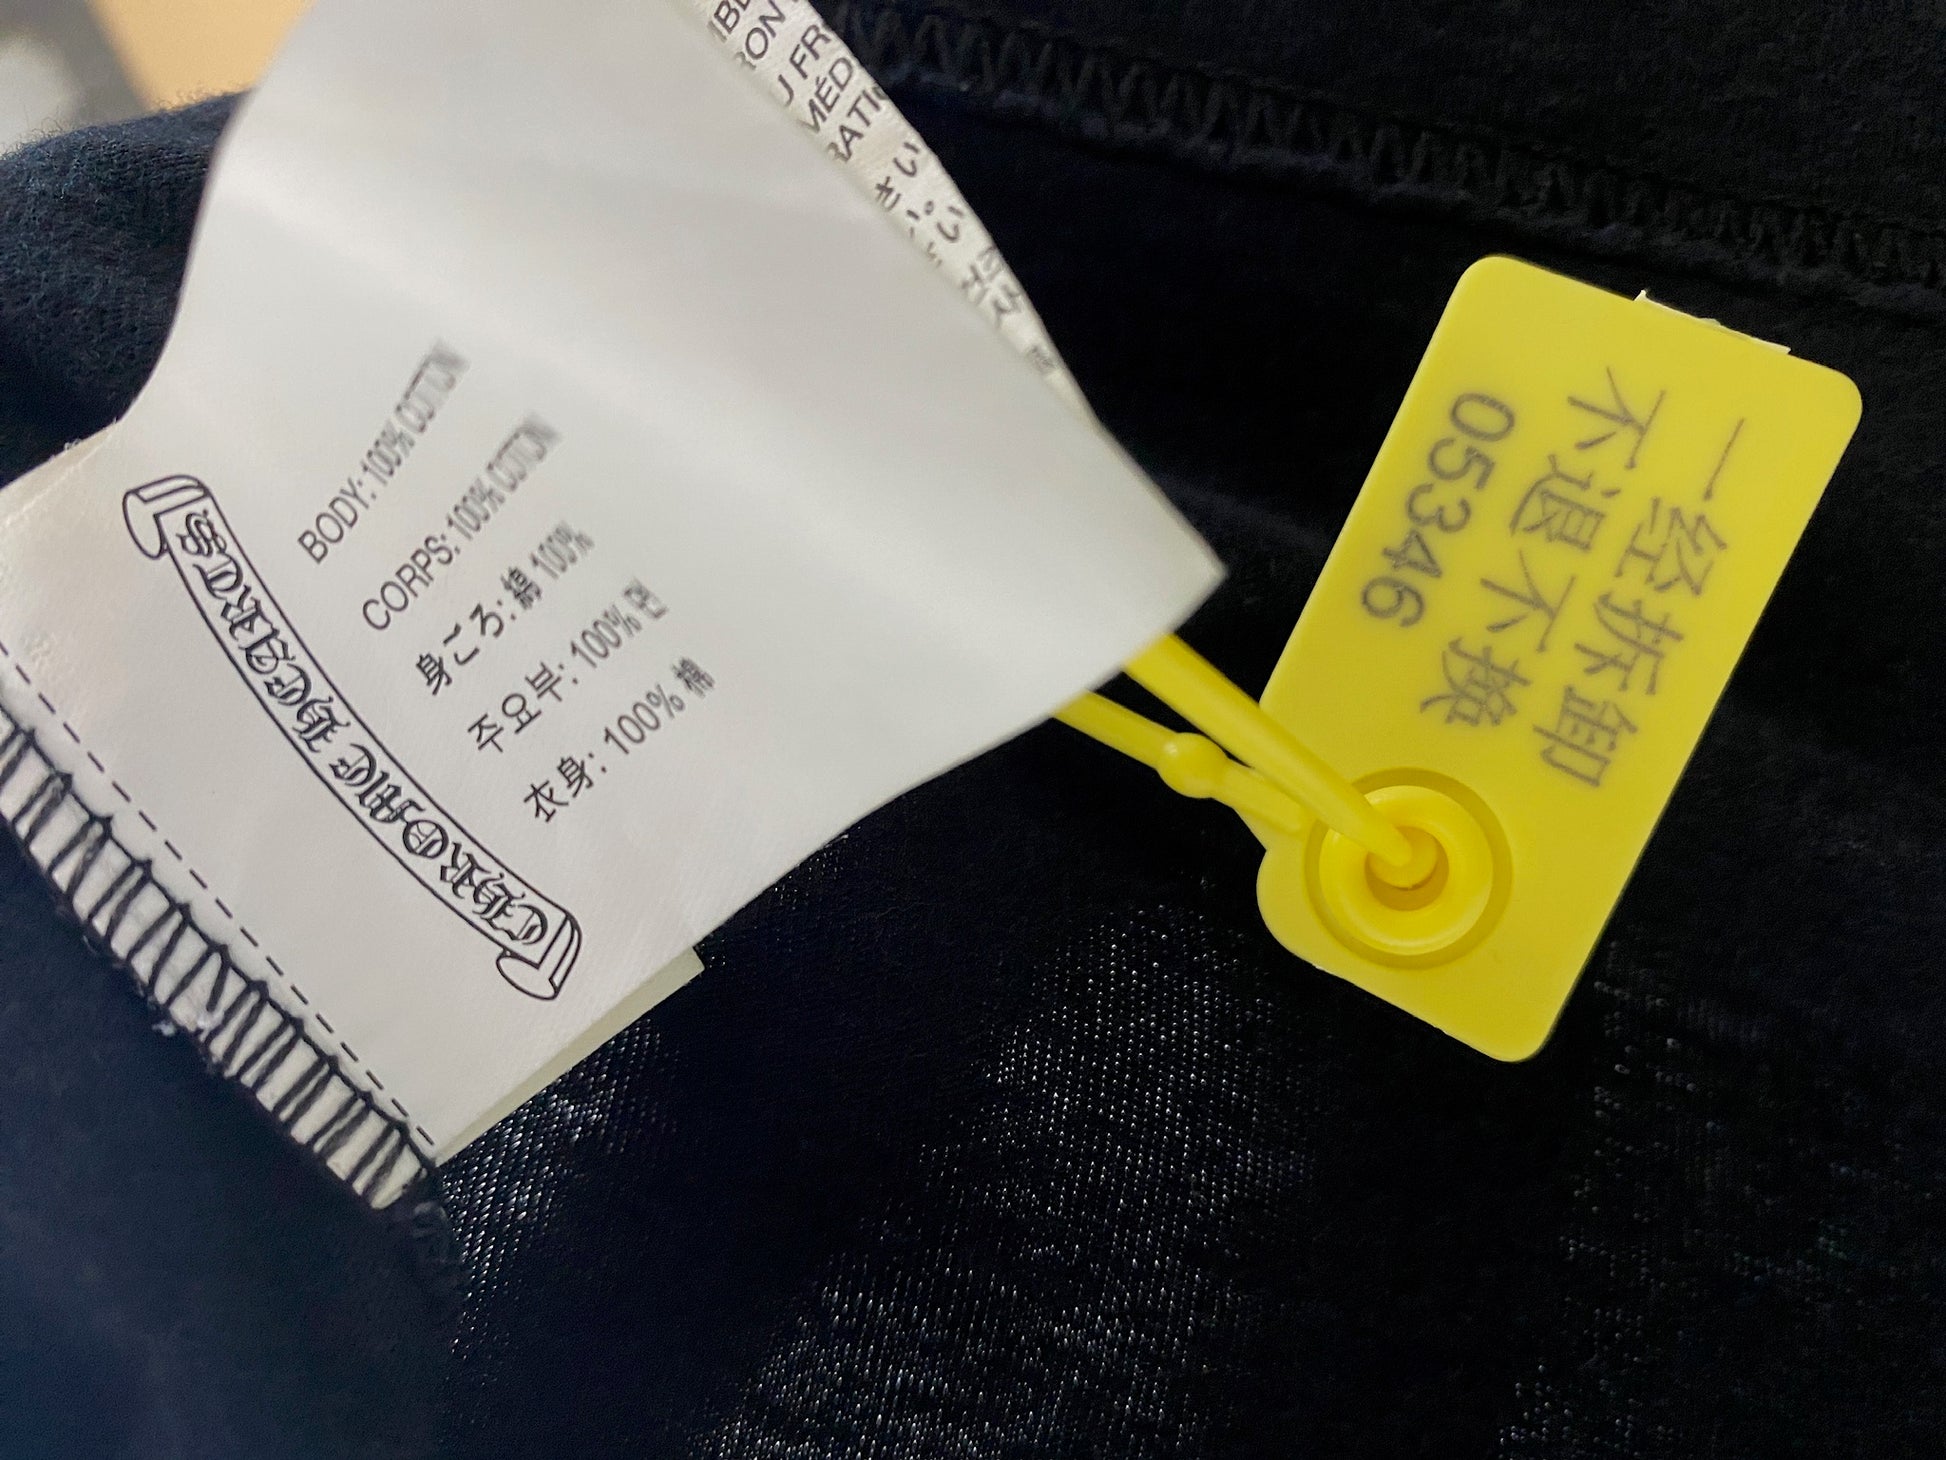 CHROME HEARTS
BODY: 100% COTTON
CORPS: 100% COTON
身ごろ: 綿 100%
주요부: 100% 면
衣身: 100% 棉
一经拆卸
不退不换
05346